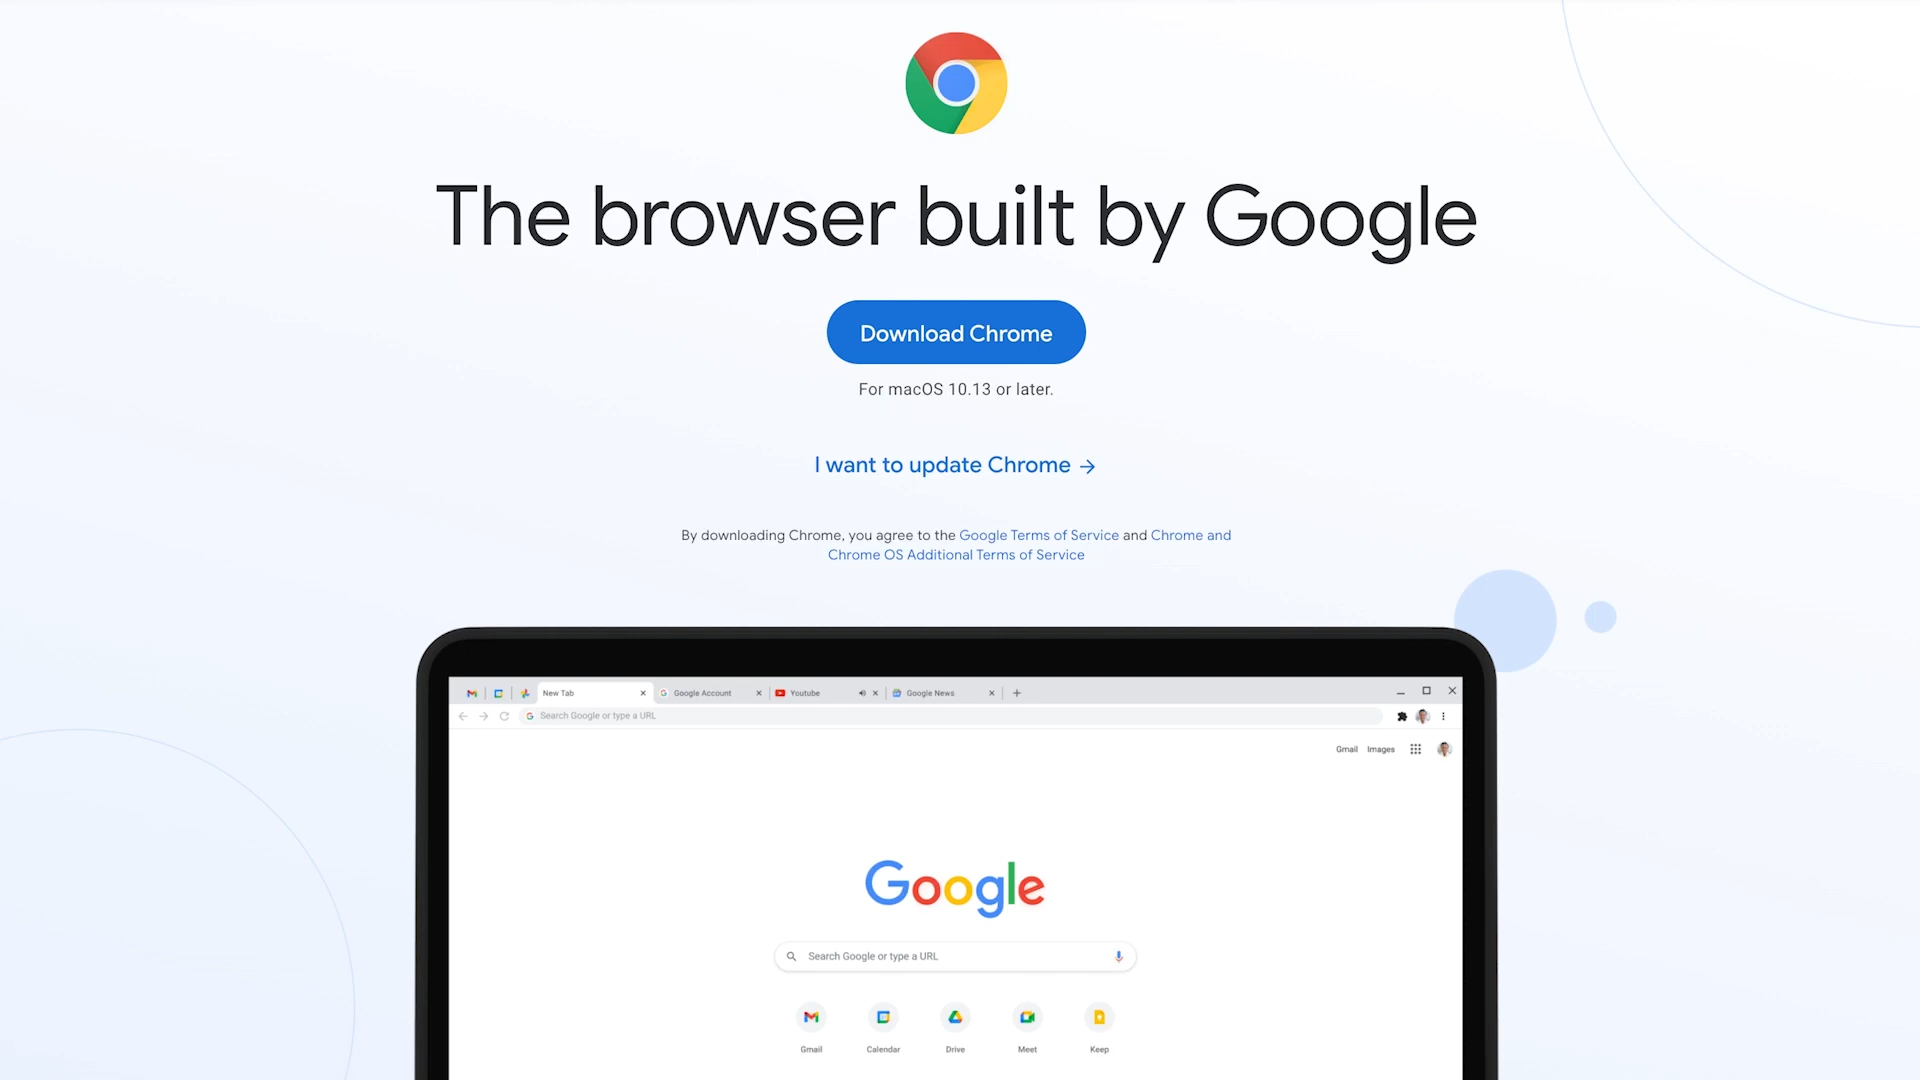 The browser built by Google
Download Chrome
For macOS 10.13 or later.
I want to update Chrome →
By downloading Chrome, you agree to the Google Terms of Service and Chrome and
Chrome OS Additional Terms of Service
New Tab
Google Account
Youtube
Google News
Search Google or type a URL
Gmail Images
Google
Search Google or type a URL
Gmail Calendar Drive Meet Keep